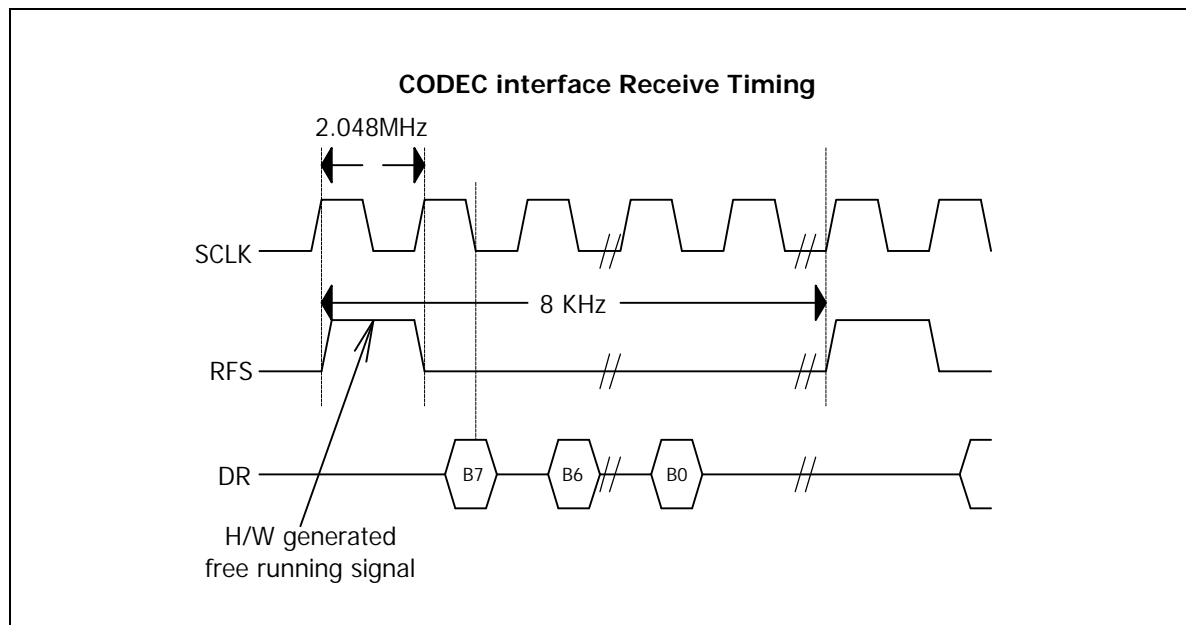 CODEC interface Receive Timing
2.048MHz
SCLK
8 KHz
RFS
DR
B7
B6
B0
H/W generated
free running signal